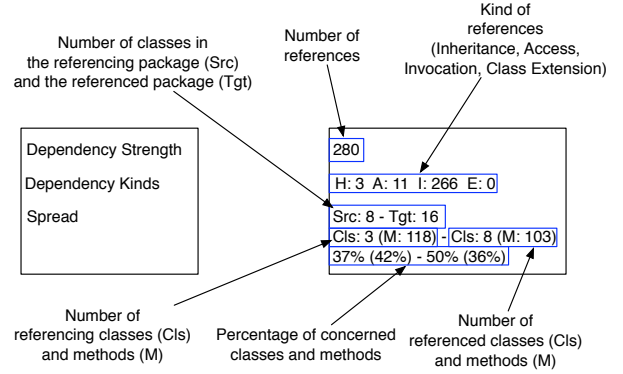 Number of classes in
the referencing package (Src)
and the referenced package (Tgt)
Number of
references
Kind of
references
(Inheritance, Access,
Invocation, Class Extension)
Dependency Strength
280
Dependency Kinds
H: 3 A: 11 I: 266 E: 0
Spread
Src: 8 - Tgt: 16
Cls: 3 (M: 118) - Cls: 8 (M: 103)
37% (42%) - 50% (36%)
Number of
referencing classes (Cls)
and methods (M)
Percentage of concerned
classes and methods
Number of
referenced classes (Cls)
and methods (M)